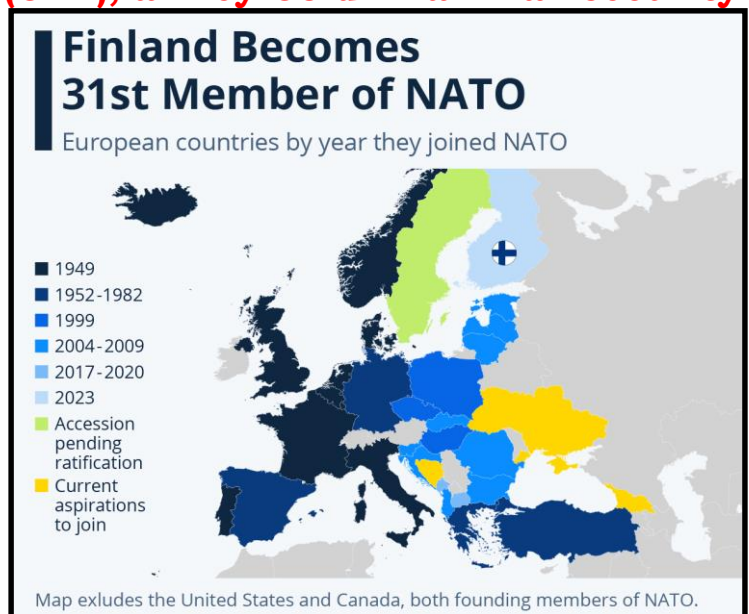 Finland Becomes
31st Member of NATO
European countries by year they joined NATO
1949
1952-1982
1999
2004-2009
2017-2020
2023
Accession
pending
ratification
Current
aspirations
to join
Map exludes the United States and Canada, both founding members of NATO.